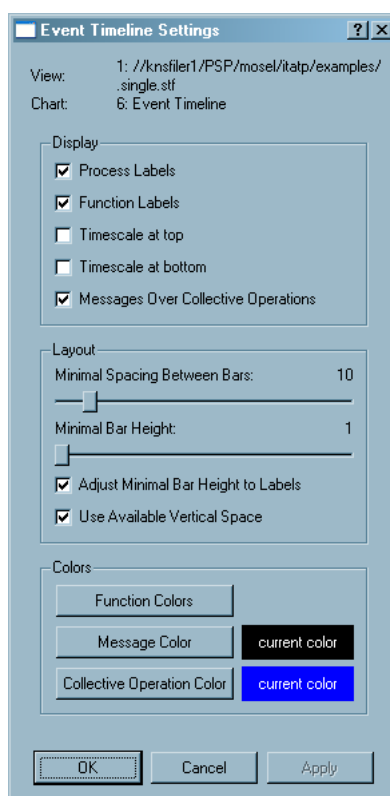 Event Timeline Settings
View: 1: //knsfiler1/PSP/mosel/itatp/examples/
.single.stf
Chart: 6: Event Timeline
Display
Process Labels
Function Labels
Timescale at top
Timescale at bottom
Messages Over Collective Operations
Layout
Minimal Spacing Between Bars: 10
Minimal Bar Height: 1
Adjust Minimal Bar Height to Labels
Use Available Vertical Space
Colors
Function Colors
Message Color current color
Collective Operation Color current color
OK Cancel Apply